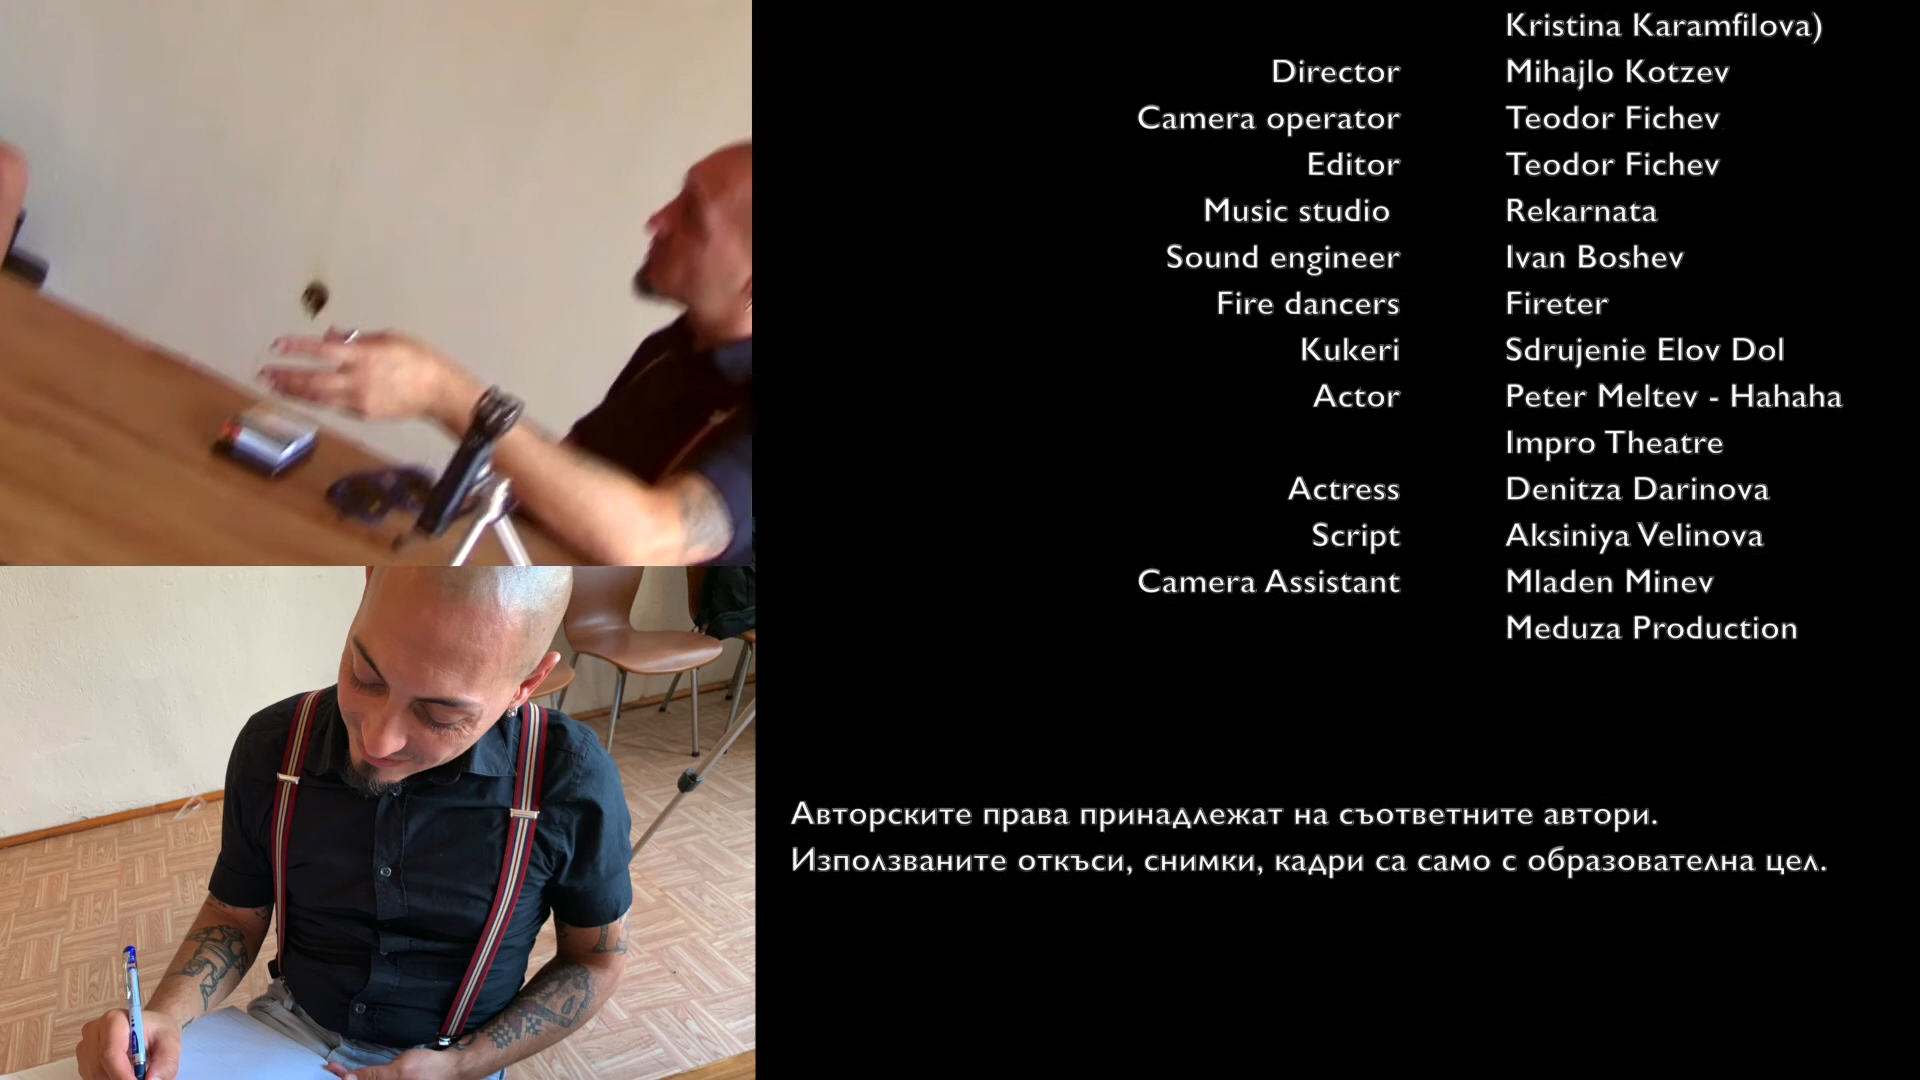 Kristina Karamfilova)
Director Mihajlo Kotzev
Camera operator Teodor Fichev
Editor Teodor Fichev
Music studio Rekarnata
Sound engineer Ivan Boshev
Fire dancers Fireter
Kukeri Sdrujenie Elov Dol
Actor Peter Meltev - Hahaha
Impro Theatre
Actress Denitza Darinova
Script Aksiniya Velinova
Camera Assistant Mladen Minev
Meduza Production
Авторските права принадлежат на съответните автори.
Използваните откъси, снимки, кадри са само с образователна цел.